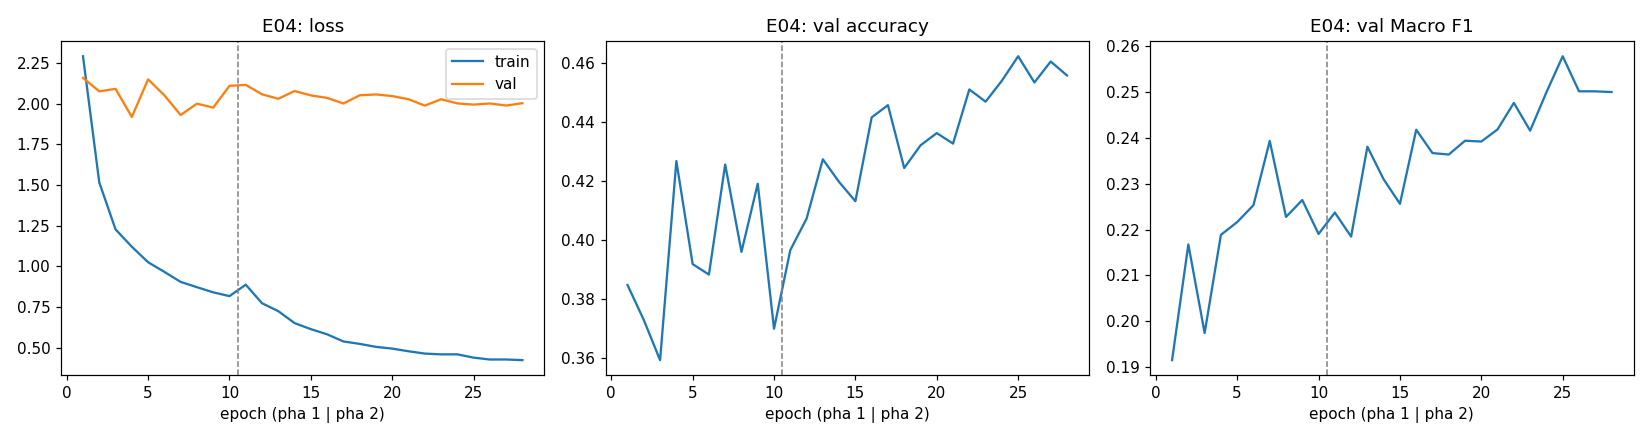 E04: loss
2.25
2.00
1.75
1.50
1.25
1.00
0.75
0.50
train
val
0 5 10 15 20 25
epoch (pha 1 | pha 2)
E04: val accuracy
0.46
0.44
0.42
0.40
0.38
0.36
0 5 10 15 20 25
epoch (pha 1 | pha 2)
E04: val Macro F1
0.26
0.25
0.24
0.23
0.22
0.21
0.20
0.19
0 5 10 15 20 25
epoch (pha 1 | pha 2)